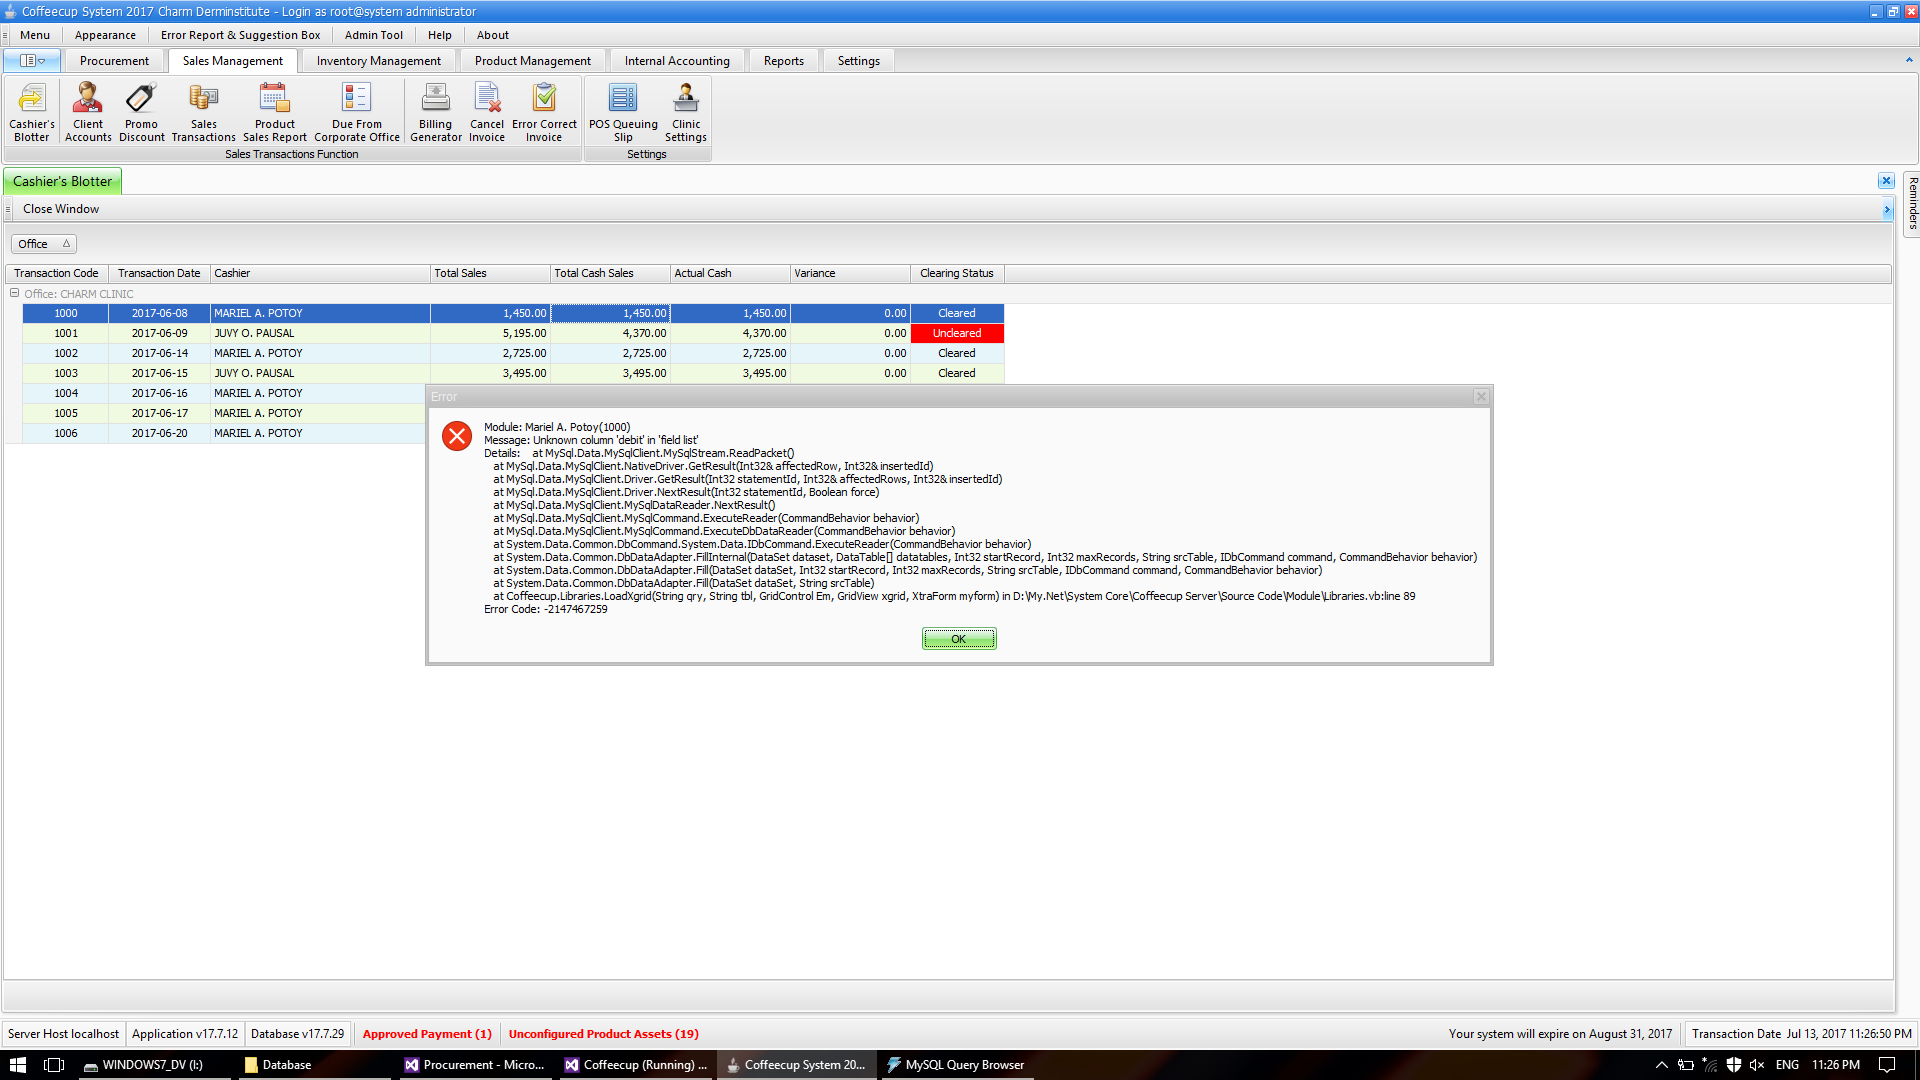 Coffeecup System 2017 Charm Derminstitute - Login as root@system administrator
Menu Appearance Error Report & Suggestion Box Admin Tool Help About
Procurement Sales Management Inventory Management Product Management Internal Accounting Reports Settings
Cashier's Blotter
Client Accounts
Promo Discount
Sales Transactions
Product Sales Report
Due From Corporate Office
Billing Generator
Cancel Invoice
Error Correct Invoice
POS Queuing Slip
Clinic Settings
Sales Transactions Function
Settings
Cashier's Blotter
Reminders
Close Window
Office
Transaction Code Transaction Date Cashier Total Sales Total Cash Sales Actual Cash Variance Clearing Status
Office: CHARM CLINIC
1000 2017-06-08 MARIEL A. POTOY 1,450.00 1,450.00 1,450.00 0.00 Cleared
1001 2017-06-09 JUVY O. PAUSAL 5,195.00 4,370.00 4,370.00 0.00 Uncleared
1002 2017-06-14 MARIEL A. POTOY 2,725.00 2,725.00 2,725.00 0.00 Cleared
1003 2017-06-15 JUVY O. PAUSAL 3,495.00 3,495.00 3,495.00 0.00 Cleared
1004 2017-06-16 MARIEL A. POTOY
1005 2017-06-17 MARIEL A. POTOY
1006 2017-06-20 MARIEL A. POTOY
Error
Module: Mariel A. Potoy(1000)
Message: Unknown column 'debit' in 'field list'
Details: at MySql.Data.MySqlClient.MySqlStream.ReadPacket()
at MySql.Data.MySqlClient.NativeDriver.GetResult(Int32& affectedRow, Int32& insertedId)
at MySql.Data.MySqlClient.Driver.GetResult(Int32 statementId, Int32& affectedRows, Int32& insertedId)
at MySql.Data.MySqlClient.Driver.NextResult(Int32 statementId, Boolean force)
at MySql.Data.MySqlClient.MySqlDataReader.NextResult()
at MySql.Data.MySqlClient.MySqlCommand.ExecuteReader(CommandBehavior behavior)
at MySql.Data.MySqlClient.MySqlCommand.ExecuteDbDataReader(CommandBehavior behavior)
at System.Data.Common.DbCommand.System.Data.IDbCommand.ExecuteReader(CommandBehavior behavior)
at System.Data.Common.DbDataAdapter.FillInternal(DataSet dataset, DataTable[] datatables, Int32 startRecord, Int32 maxRecords, String srcTable, IDbCommand command, CommandBehavior behavior)
at System.Data.Common.DbDataAdapter.Fill(DataSet dataSet, Int32 startRecord, Int32 maxRecords, String srcTable, IDbCommand command, CommandBehavior behavior)
at System.Data.Common.DbDataAdapter.Fill(DataSet dataSet, String srcTable)
at Coffeecup.Libraries.LoadXgrid(String qry, String tbl, GridControl Em, GridView xgrid, XtraForm myform) in D:\My.Net\System Core\Coffeecup Server\Source Code\Module\Libraries.vb:line 89
Error Code: -2147467259
OK
Server Host localhost Application v17.7.12 Database v17.7.29 Approved Payment (1) Unconfigured Product Assets (19) Your system will expire on August 31, 2017 Transaction Date Jul 13, 2017 11:26:50 PM
WINDOWS7_DV (I:) Database Procurement - Micro... Coffeecup (Running) ... Coffeecup System 20... MySQL Query Browser ENG 11:26 PM